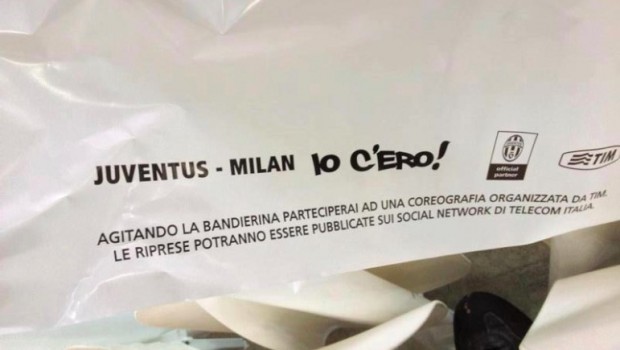 JUVENTUS - MILAN IO C'ERO!
official
partner
TIM
AGITANDO LA BANDIERINA PARTECIPERAI AD UNA COREOGRAFIA ORGANIZZATA DA TIM.
LE RIPRESE POTRANNO ESSERE PUBBLICATE SUI SOCIAL NETWORK DI TELECOM ITALIA.